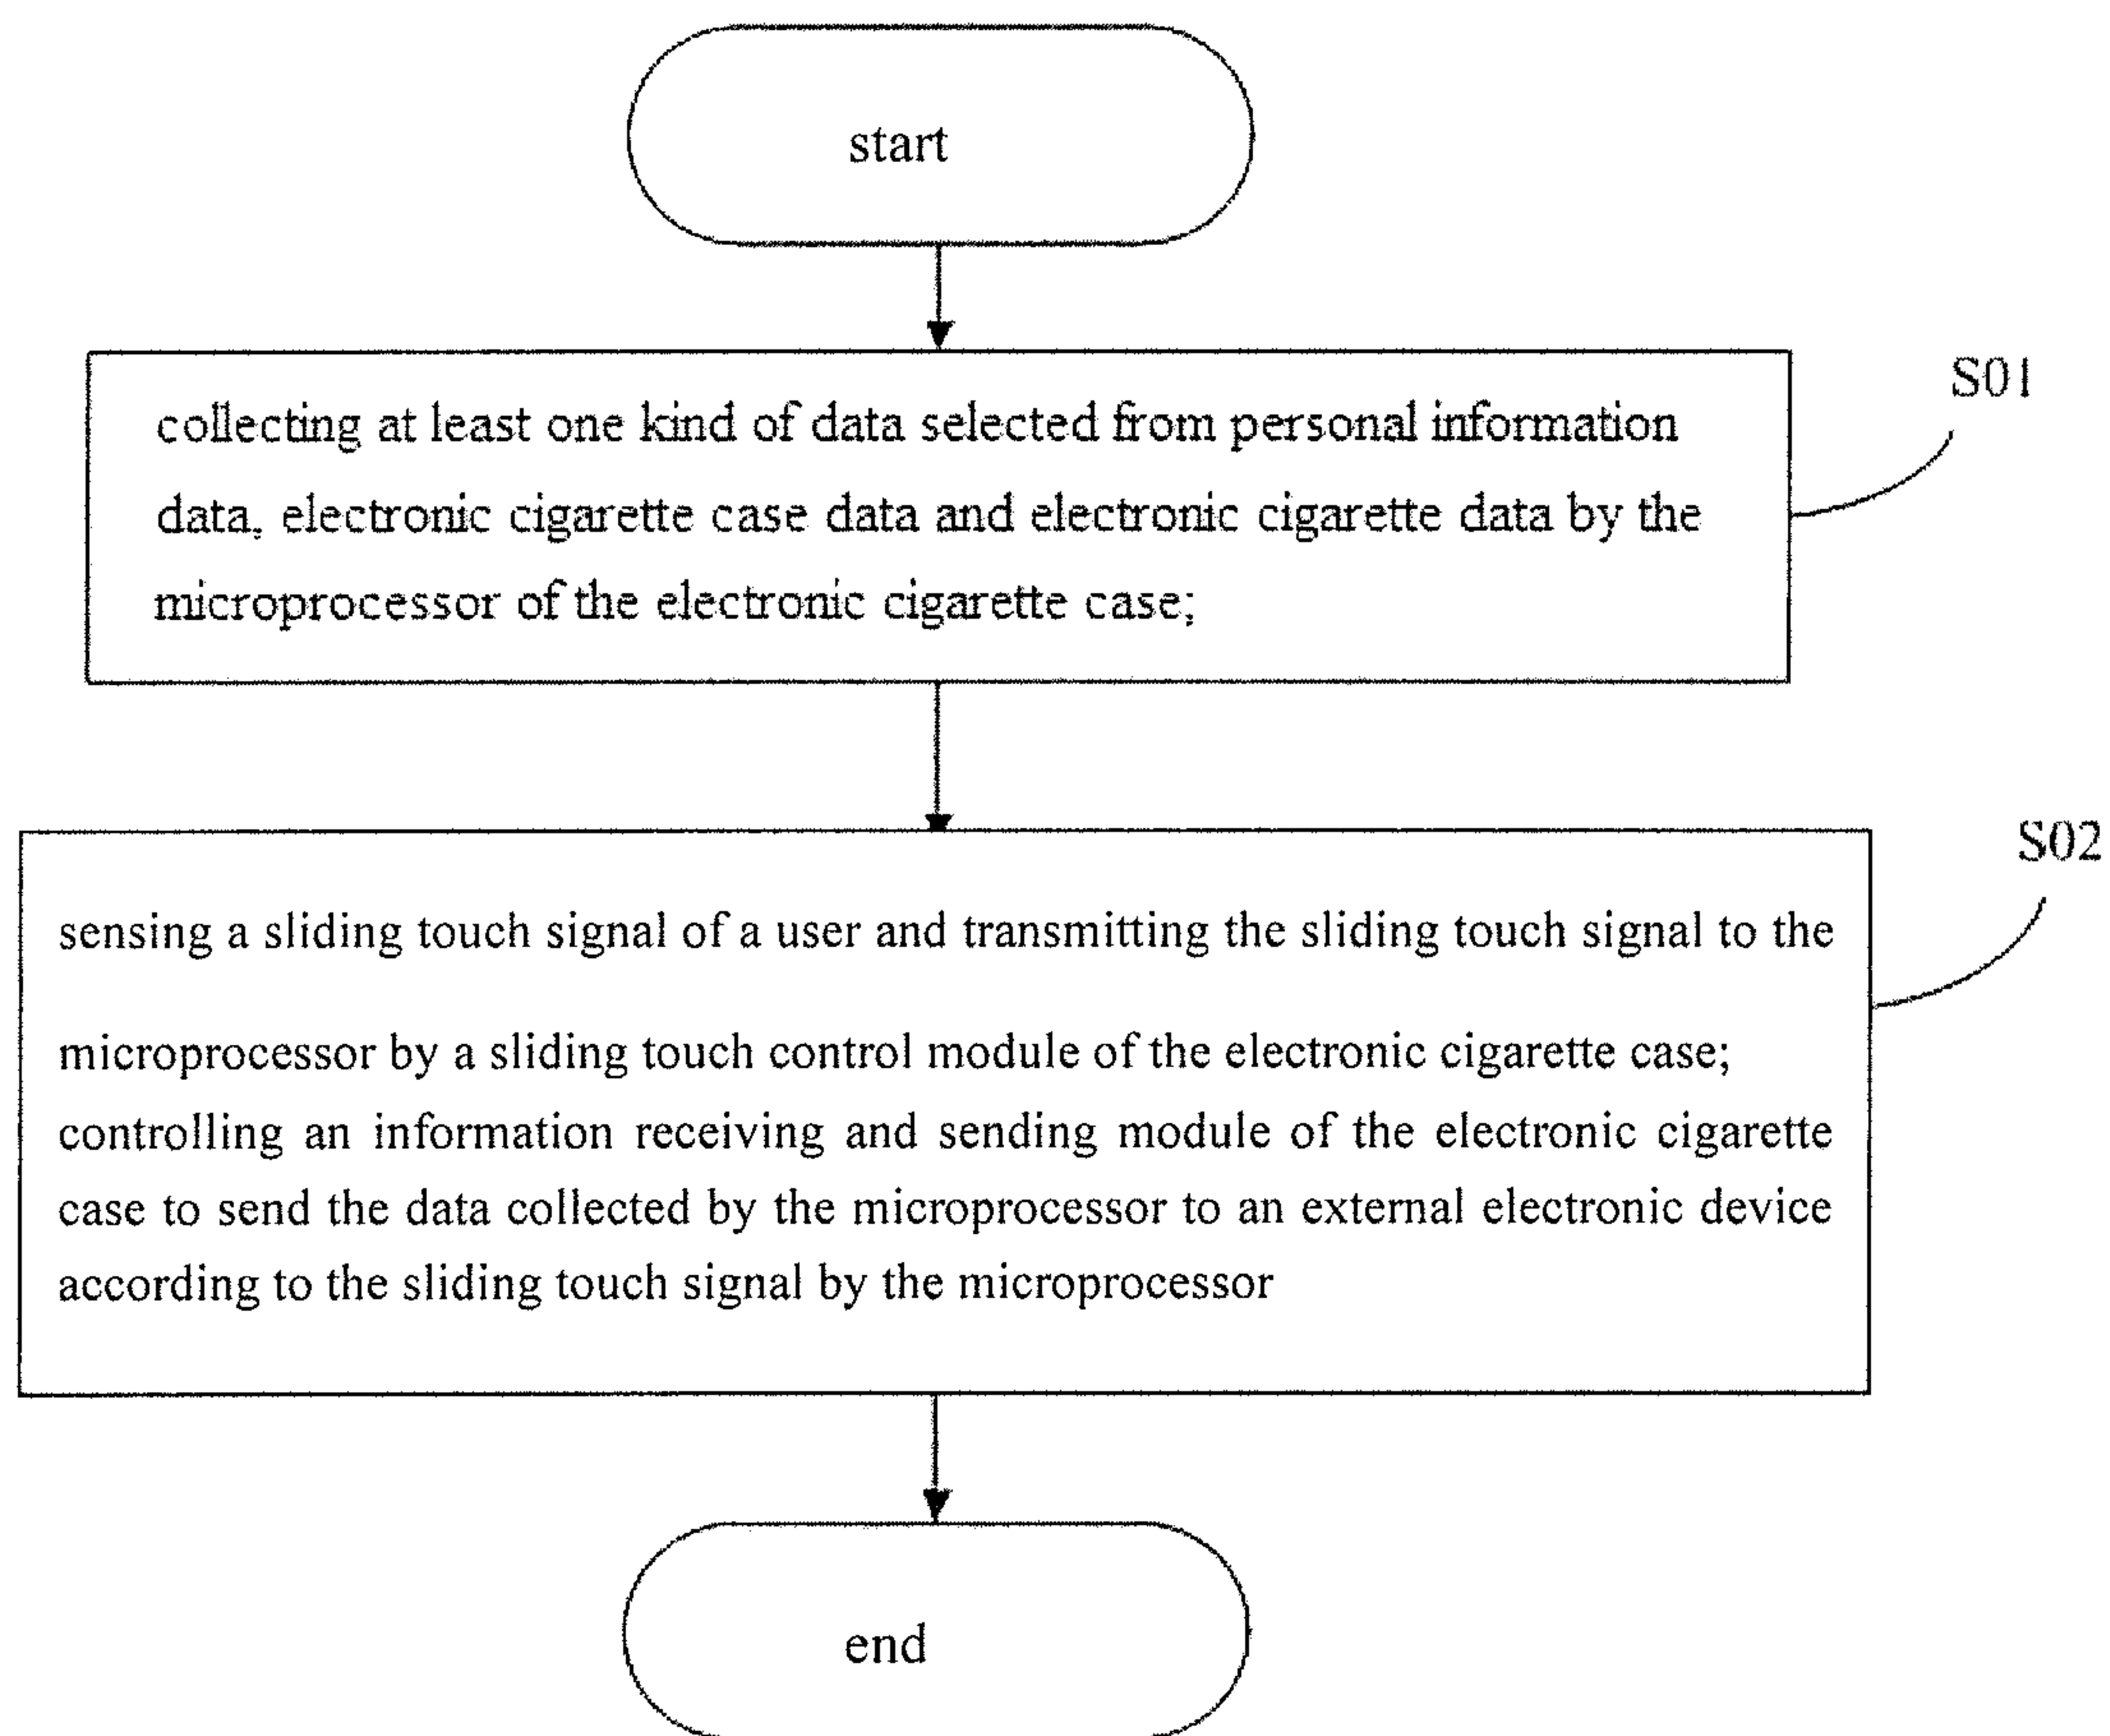 start
S01
collecting at least one kind of data selected from personal information
data, electronic cigarette case data and electronic cigarette data by the
microprocessor of the electronic cigarette case;
S02
sensing a sliding touch signal of a user and transmitting the sliding touch signal to the
microprocessor by a sliding touch control module of the electronic cigarette case;
controlling an information receiving and sending module of the electronic cigarette
case to send the data collected by the microprocessor to an external electronic device
according to the sliding touch signal by the microprocessor
end